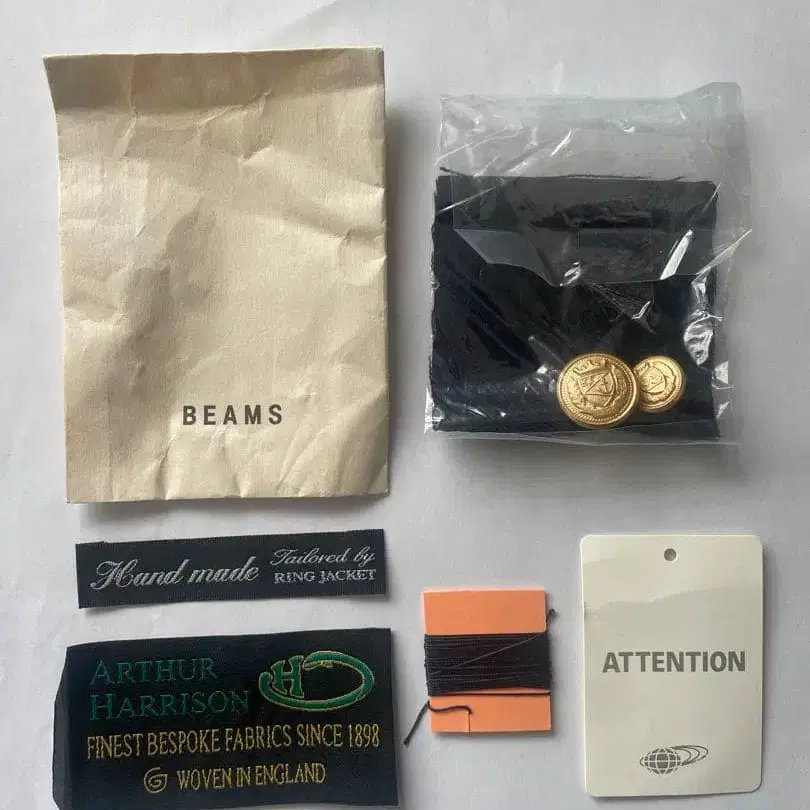 BEAMS
Hand made
Tailored by
RING JACKET
ARTHUR
HARRISON
H
FINEST BESPOKE FABRICS SINCE 1898
G WOVEN IN ENGLAND
ATTENTION